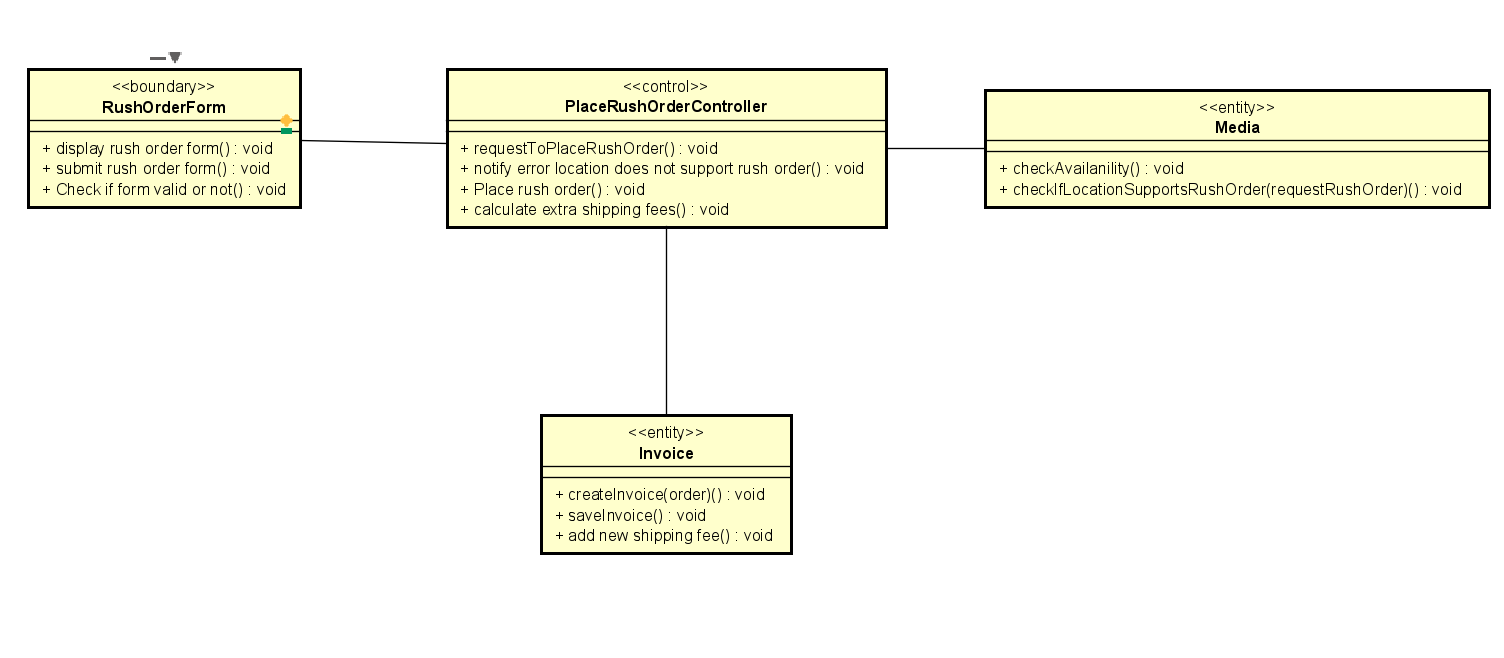 <<boundary>>
RushOrderForm
+ display rush order form() : void
+ submit rush order form() : void
+ Check if form valid or not() : void
<<control>>
PlaceRushOrderController
+ requestToPlaceRushOrder() : void
+ notify error location does not support rush order() : void
+ Place rush order() : void
+ calculate extra shipping fees() : void
<<entity>>
Media
+ checkAvailanility() : void
+ checkIfLocationSupportsRushOrder(requestRushOrder)() : void
<<entity>>
Invoice
+ createInvoice(order)() : void
+ saveInvoice() : void
+ add new shipping fee() : void